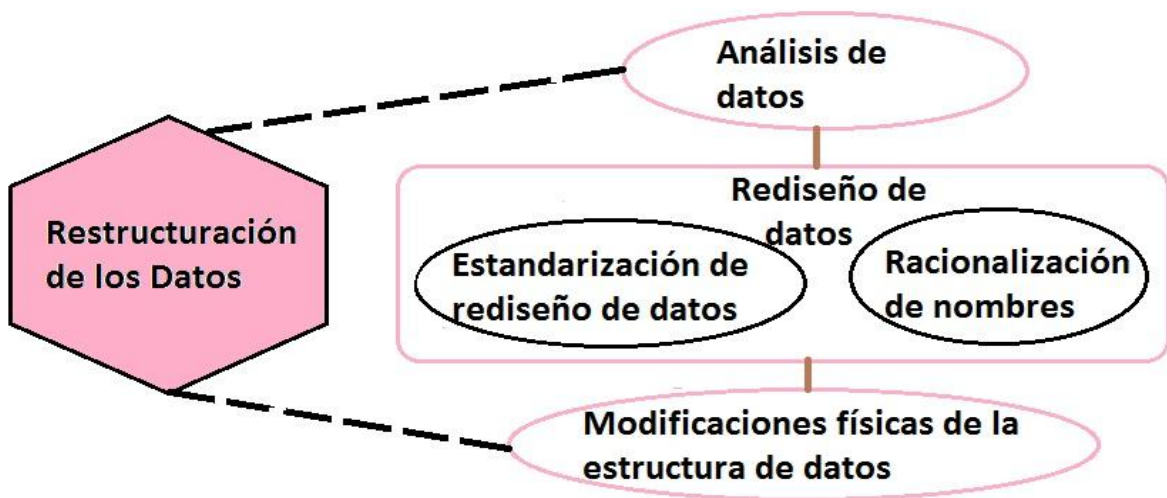 Análisis de
datos
Rediseño de
datos
Restructuración
de los Datos
Estandarización de
rediseño de datos
Racionalización
de nombres
Modificaciones físicas de la
estructura de datos